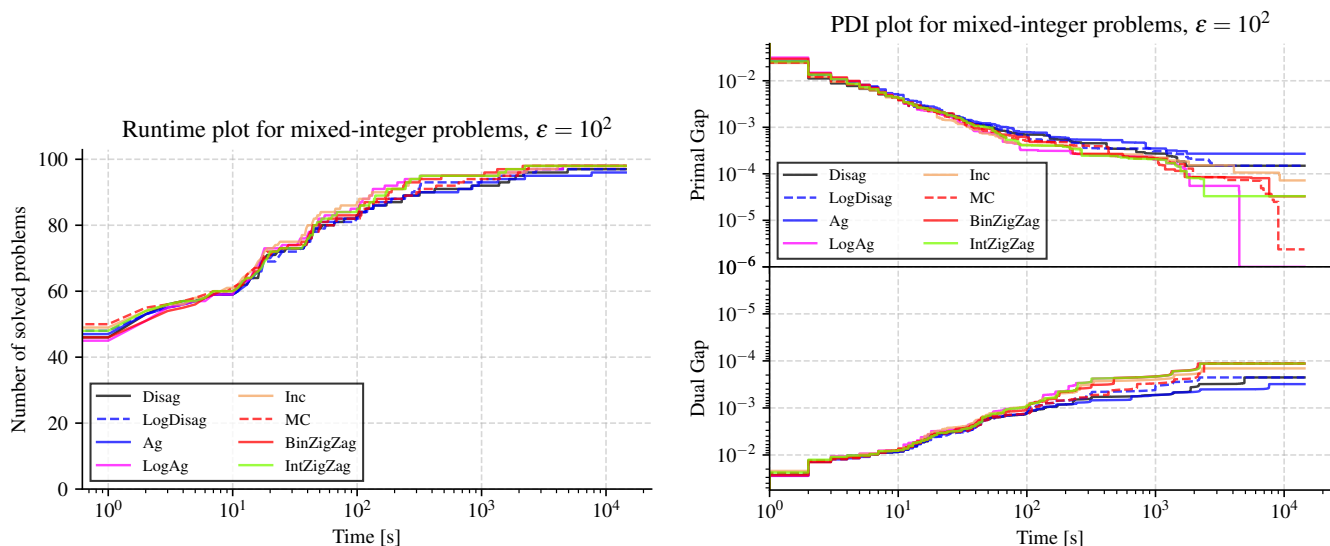 Runtime plot for mixed-integer problems, ε = 10²
Number of solved problems
100
80
60
40
20
0
Disag
LogDisag
Ag
LogAg
Inc
MC
BinZigZag
IntZigZag
10⁰
10¹
10²
10³
10⁴
Time [s]
PDI plot for mixed-integer problems, ε = 10²
Primal Gap
10⁻²
10⁻³
10⁻⁴
10⁻⁵
10⁻⁶
Disag
LogDisag
Ag
LogAg
Inc
MC
BinZigZag
IntZigZag
Dual Gap
10⁻⁵
10⁻⁴
10⁻³
10⁻²
10⁰
10¹
10²
10³
10⁴
Time [s]